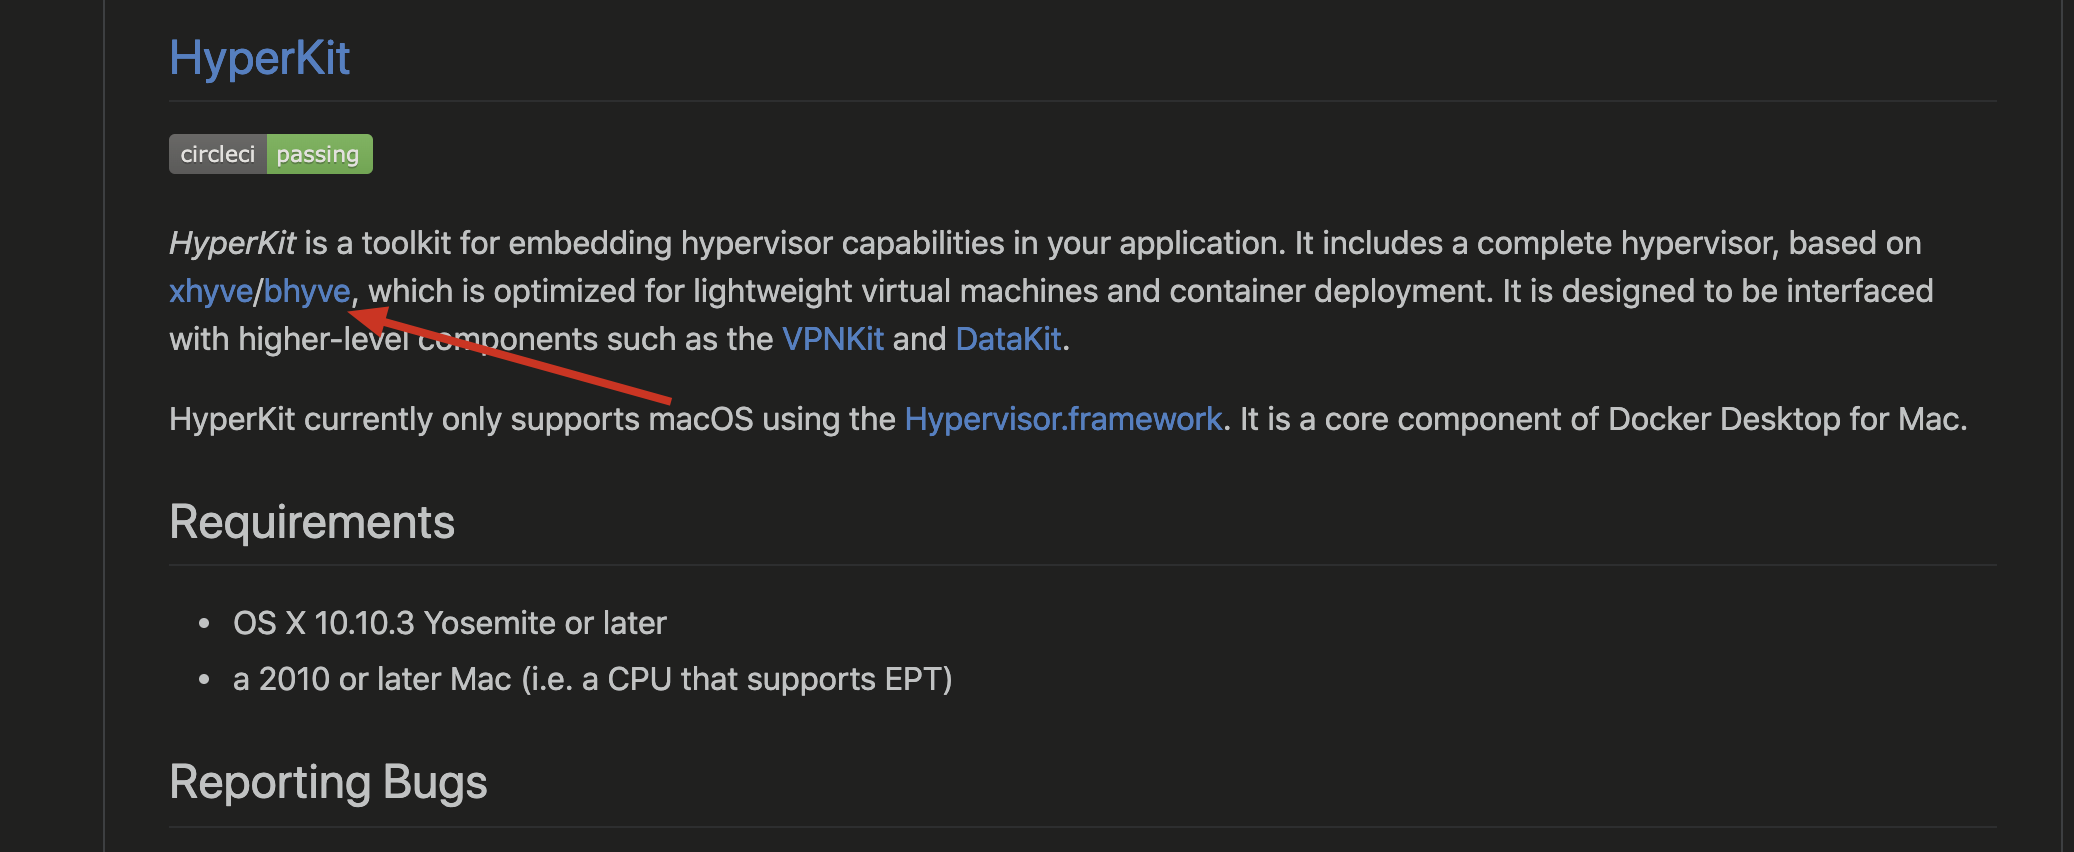 HyperKit
circleci passing
HyperKit is a toolkit for embedding hypervisor capabilities in your application. It includes a complete hypervisor, based on
xhyve/bhyve, which is optimized for lightweight virtual machines and container deployment. It is designed to be interfaced
with higher-level components such as the VPNKit and DataKit.
HyperKit currently only supports macOS using the Hypervisor.framework. It is a core component of Docker Desktop for Mac.
Requirements
• OS X 10.10.3 Yosemite or later
• a 2010 or later Mac (i.e. a CPU that supports EPT)
Reporting Bugs